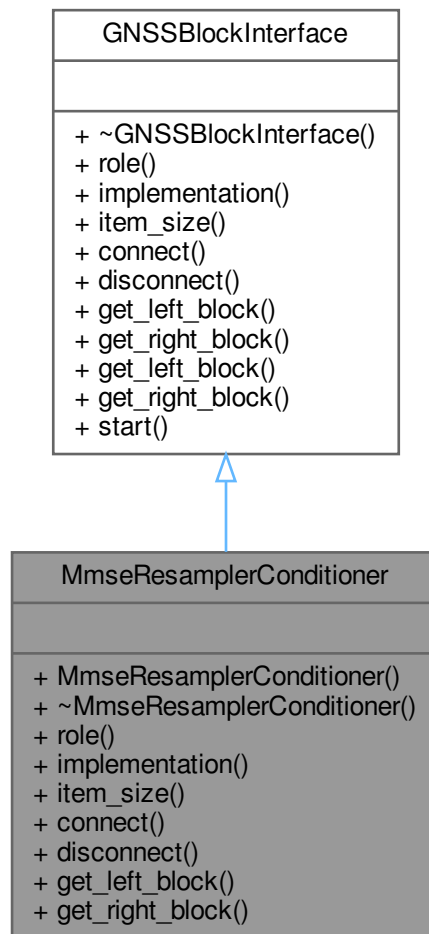 GNSSBlockInterface
+ ~GNSSBlockInterface()
+ role()
+ implementation()
+ item_size()
+ connect()
+ disconnect()
+ get_left_block()
+ get_right_block()
+ get_left_block()
+ get_right_block()
+ start()
MmseResamplerConditioner
+ MmseResamplerConditioner()
+ ~MmseResamplerConditioner()
+ role()
+ implementation()
+ item_size()
+ connect()
+ disconnect()
+ get_left_block()
+ get_right_block()